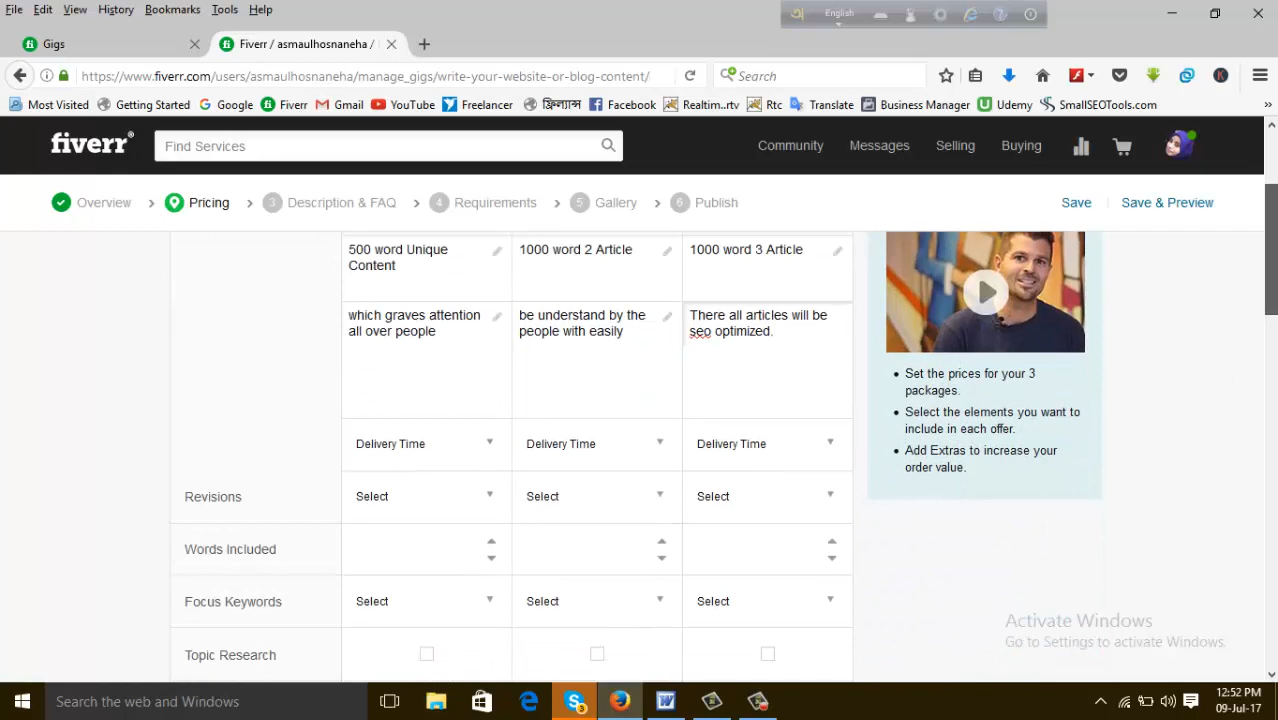 File Edit View History Bookmarks Tools Help
অ English
Gigs
Fiverr / asmaulhosnaneha /
https://www.fiverr.com/users/asmaulhosnaneha/manage_gigs/write-your-website-or-blog-content/
Search
Most Visited Getting Started Google Fiverr Gmail YouTube Freelancer ফ্রিল্যান্স Facebook Realtim..rtv Rtc Translate Business Manager Udemy SmallSEOTools.com
fiverr®
Find Services
Community Messages Selling Buying
Overview Pricing 3 Description & FAQ 4 Requirements 5 Gallery 6 Publish Save Save & Preview
500 word Unique
Content
1000 word 2 Article
1000 word 3 Article
which graves attention
all over people
be understand by the
people with easily
There all articles will be
seo optimized.
Set the prices for your 3
packages.
Select the elements you want to
include in each offer.
Add Extras to increase your
order value.
Delivery Time Delivery Time Delivery Time
Revisions Select Select Select
Words Included
Focus Keywords Select Select Select
Topic Research
Activate Windows
Go to Settings to activate Windows.
Search the web and Windows
12:52 PM
09-Jul-17